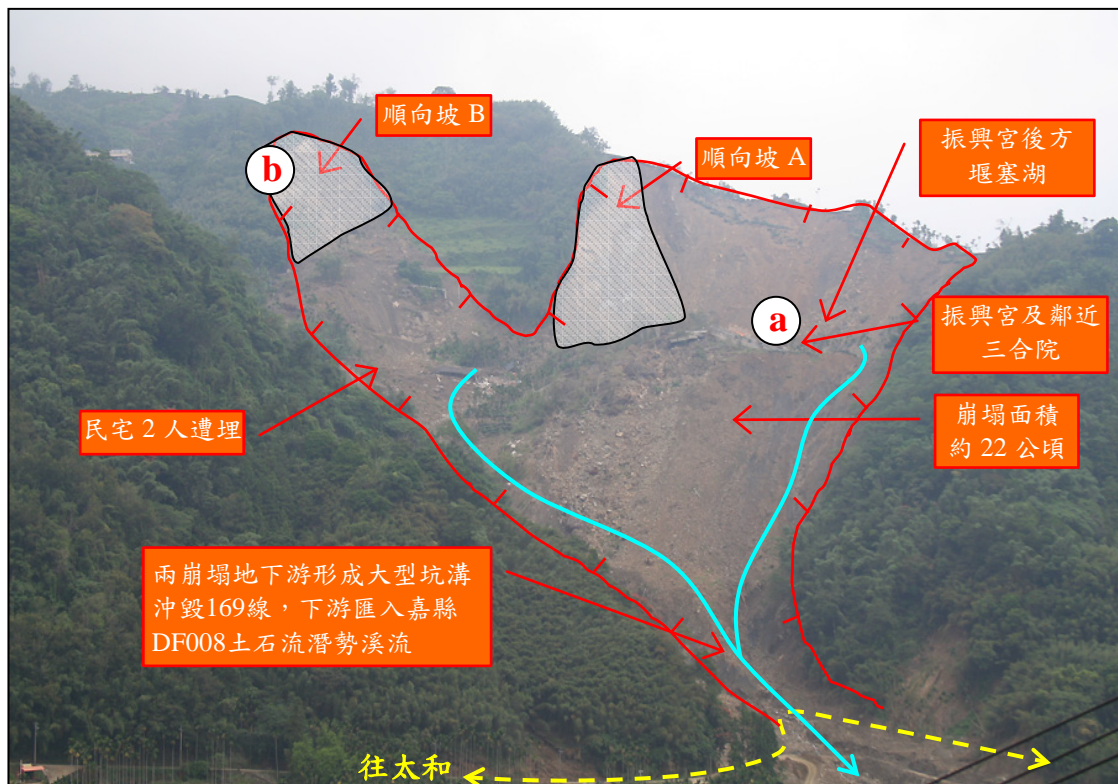 順向坡 B
b
順向坡 A
振興宮後方
堰塞湖
a
振興宮及鄰近
三合院
民宅 2 人遭埋
崩塌面積
約 22 公頃
兩崩塌地下游形成大型坑溝
沖毀169線，下游匯入嘉縣
DF008土石流潛勢溪流
往太和